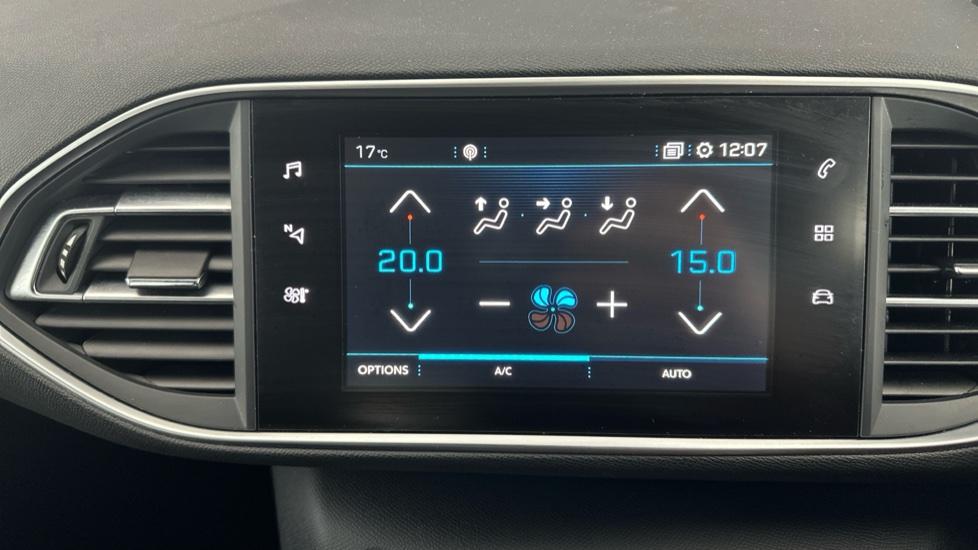 17°C 12:07
N
20.0 15.0
OPTIONS A/C AUTO